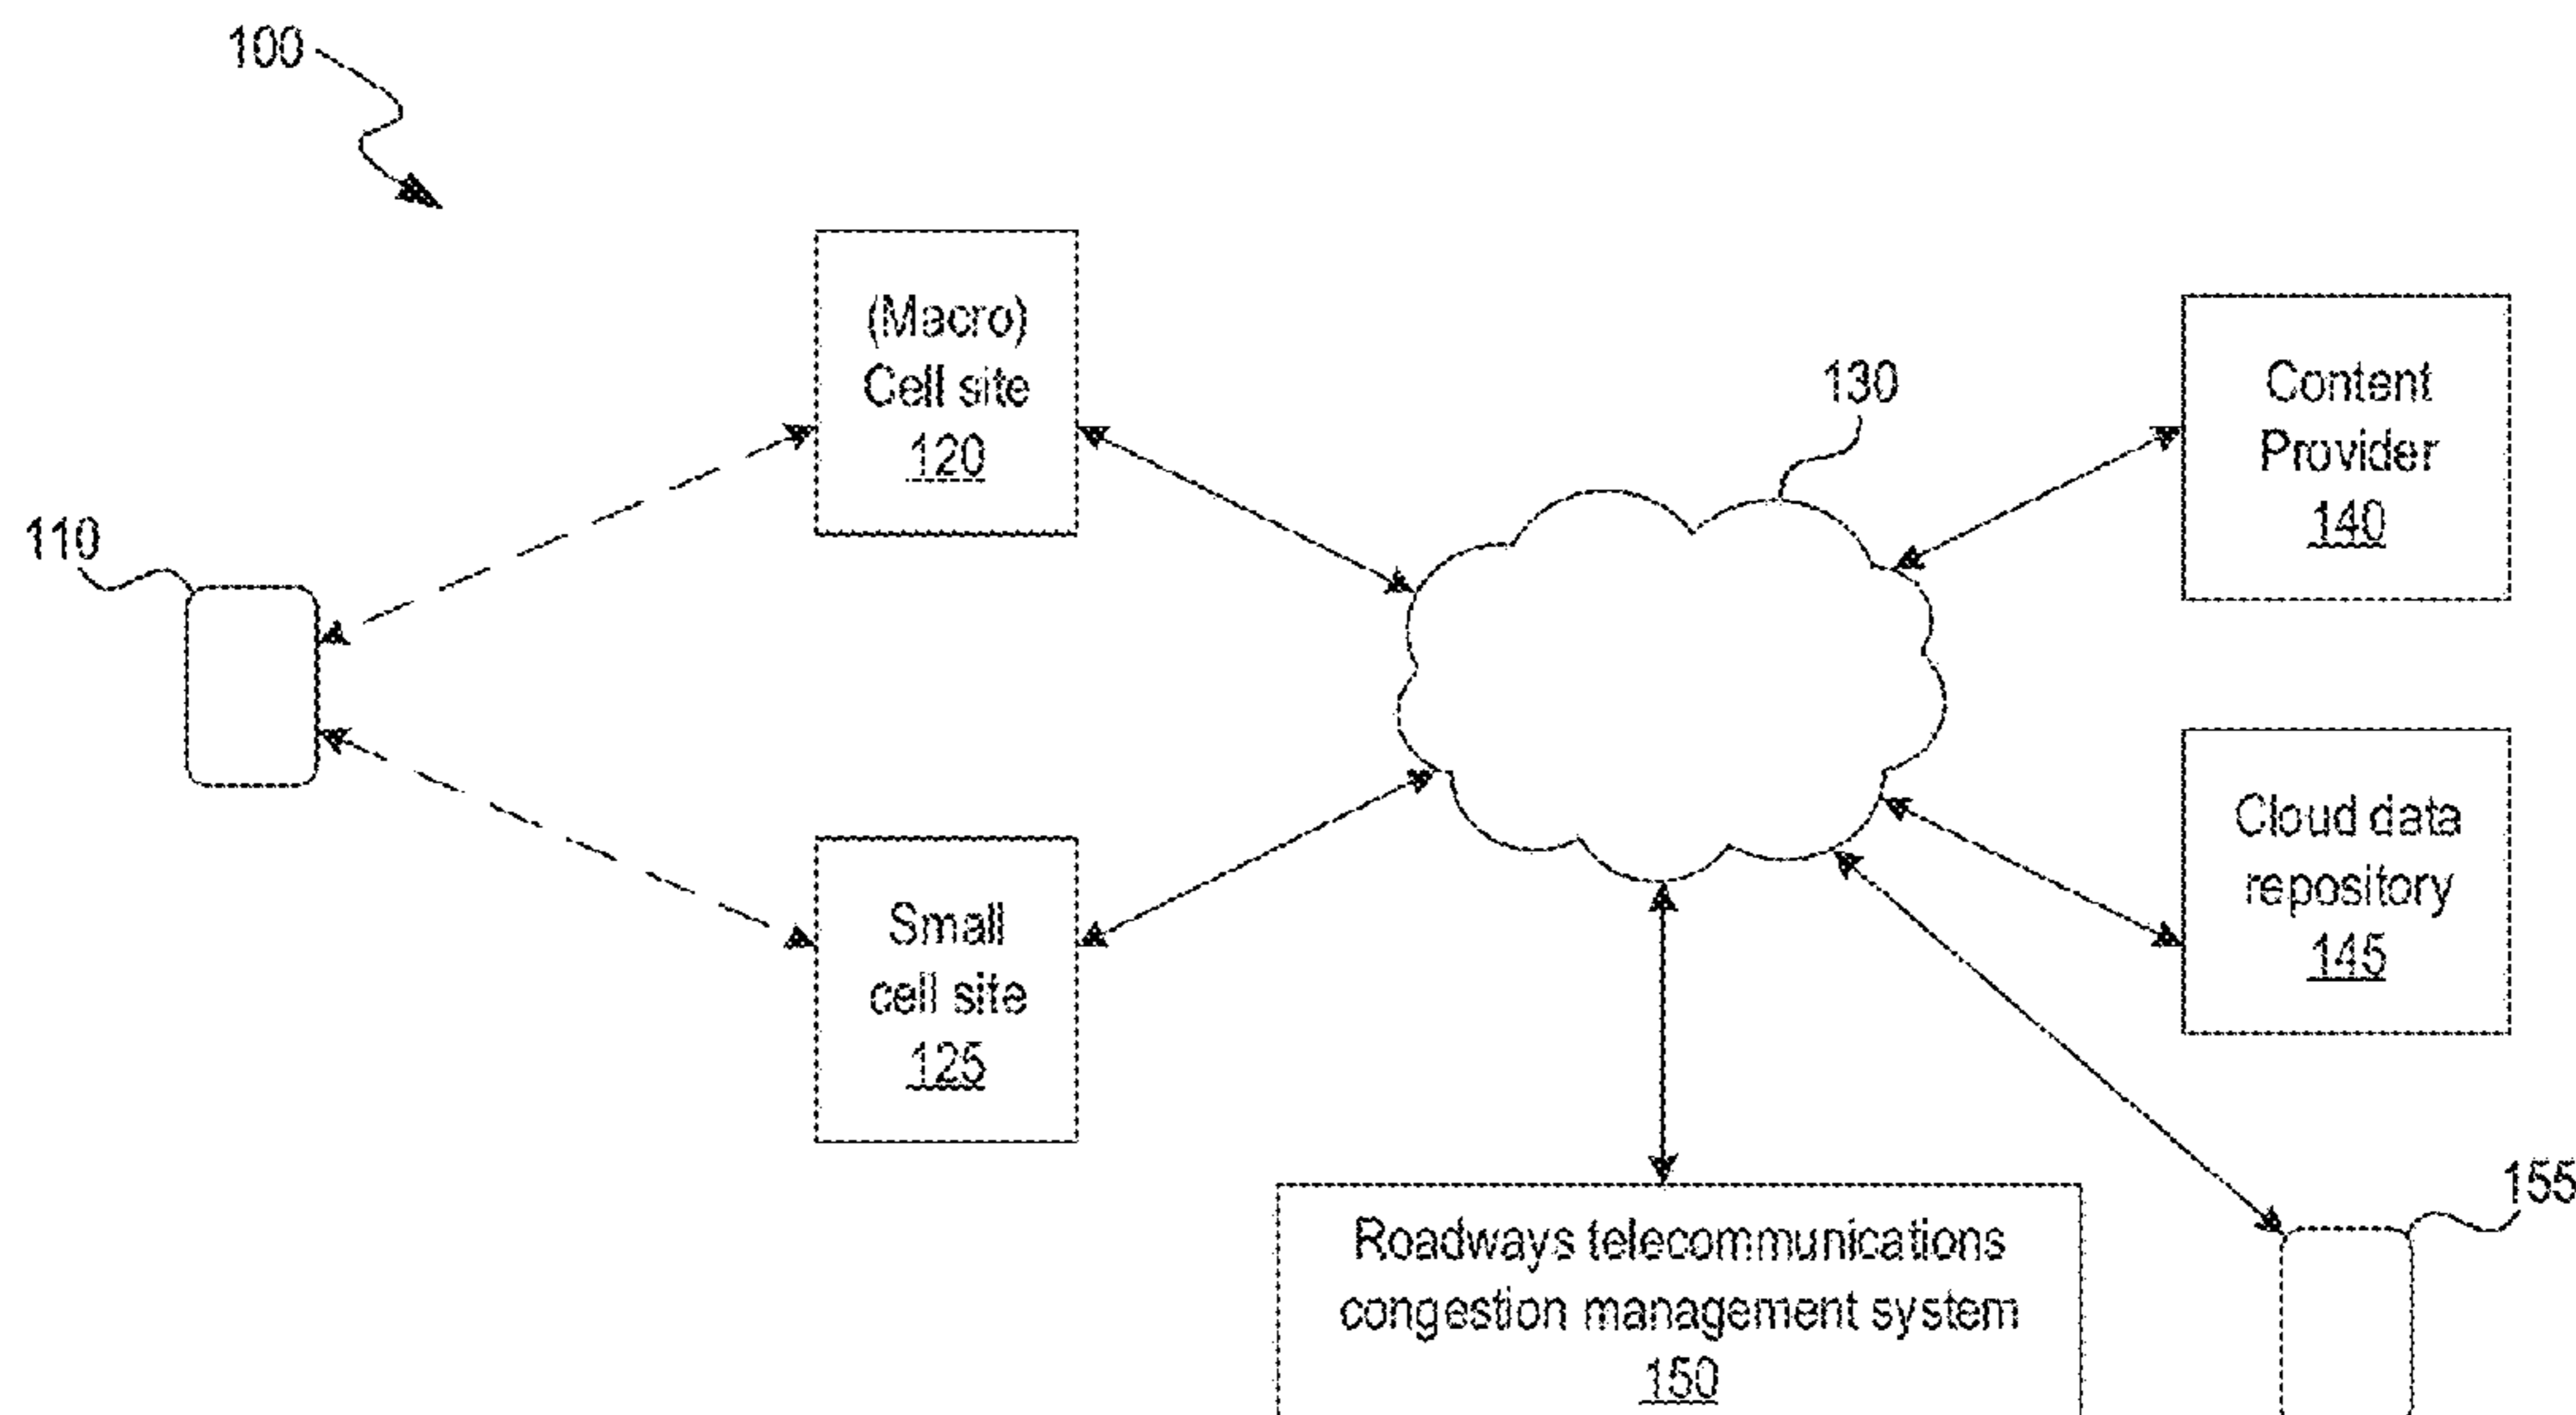 100
(Macro)
Cell site
120
130
Content
Provider
140
110
Cloud data
repository
145
Small
cell site
125
155
Roadways telecommunications
congestion management system
150